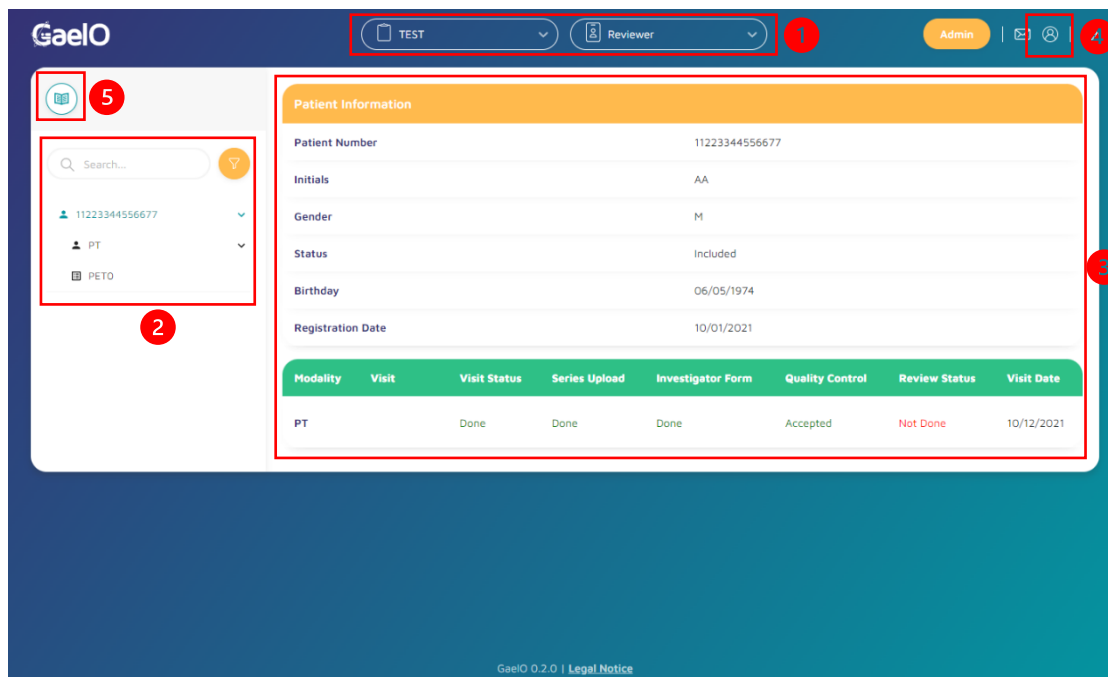 GaelO
TEST
Reviewer
1
Admin
4
5
Search...
11223344556677
PT
PET0
2
Patient Information
Patient Number 11223344556677
Initials AA
Gender M
Status Included
Birthday 06/05/1974
Registration Date 10/01/2021
3
Modality Visit Visit Status Series Upload Investigator Form Quality Control Review Status Visit Date
PT Done Done Done Accepted Not Done 10/12/2021
GaelO 0.2.0 | Legal Notice